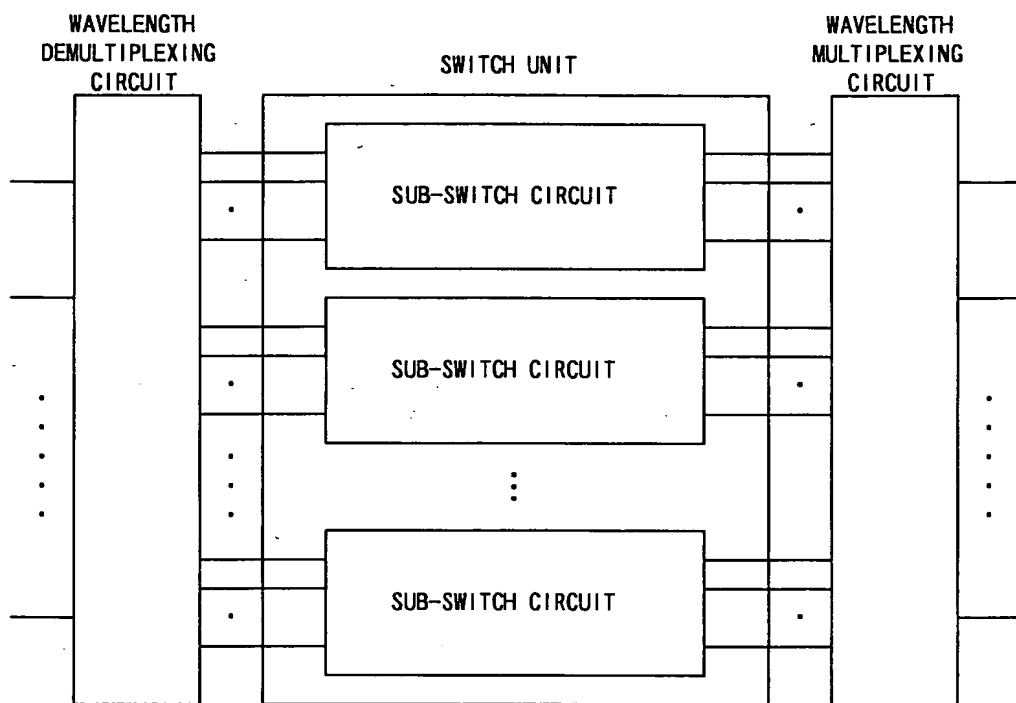 WAVELENGTH
DEMULTIPLEXING
CIRCUIT
SWITCH UNIT
WAVELENGTH
MULTIPLEXING
CIRCUIT
SUB-SWITCH CIRCUIT
SUB-SWITCH CIRCUIT
SUB-SWITCH CIRCUIT